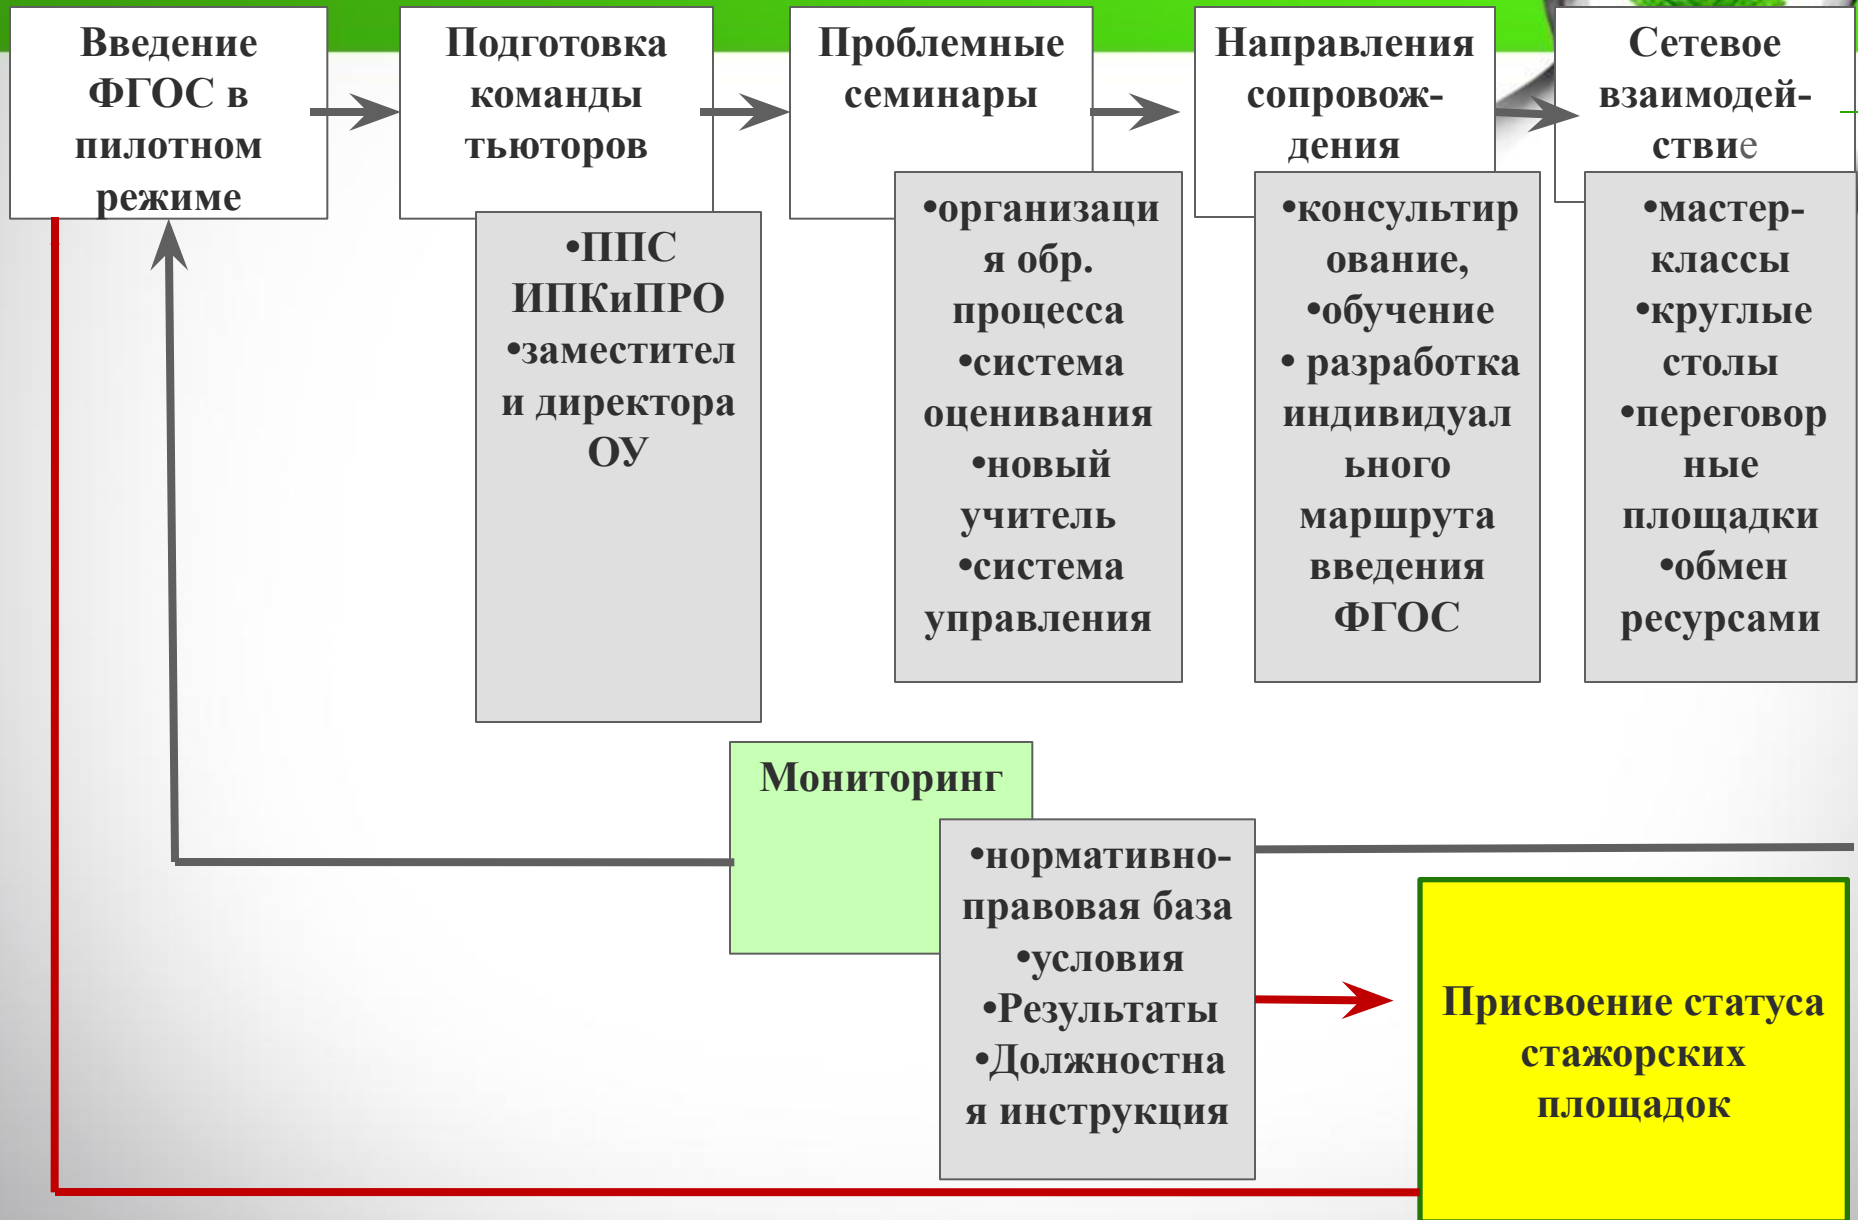 Введение
ФГОС в
пилотном
режиме
Подготовка
команды
тьюторов
•ППС
ИПКиПРО
•заместител
и директора
ОУ
Проблемные
семинары
•организаци
я обр.
процесса
•система
оценивания
•новый
учитель
•система
управления
Направления
сопровож-
дения
•консультир
ование,
•обучение
• разработка
индивидуал
ьного
маршрута
введения
ФГОС
Сетевое
взаимодей-
ствие
•мастер-
классы
•круглые
столы
•переговор
ные
площадки
•обмен
ресурсами
Мониторинг
•нормативно-
правовая база
•условия
•Результаты
•Должностна
я инструкция
Присвоение статуса
стажорских
площадок